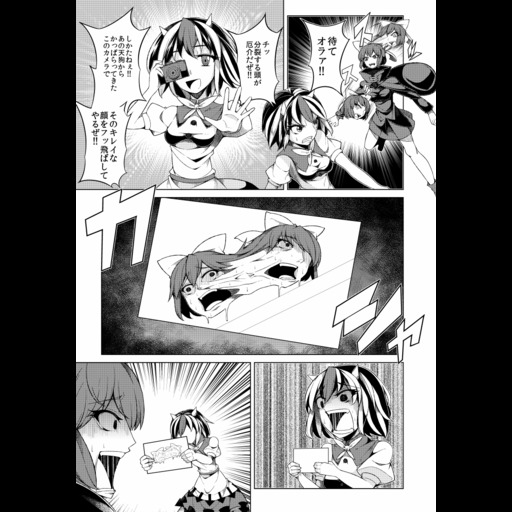 待て
オラア!!
チッ
分裂する頭が
厄介だぜ!!
しかたねぇ!!
あの天狗から
かっぱらってきた
このカメラで
そのキレイな
顔をフッ飛ばして
やるぜ!!
カ
シャ